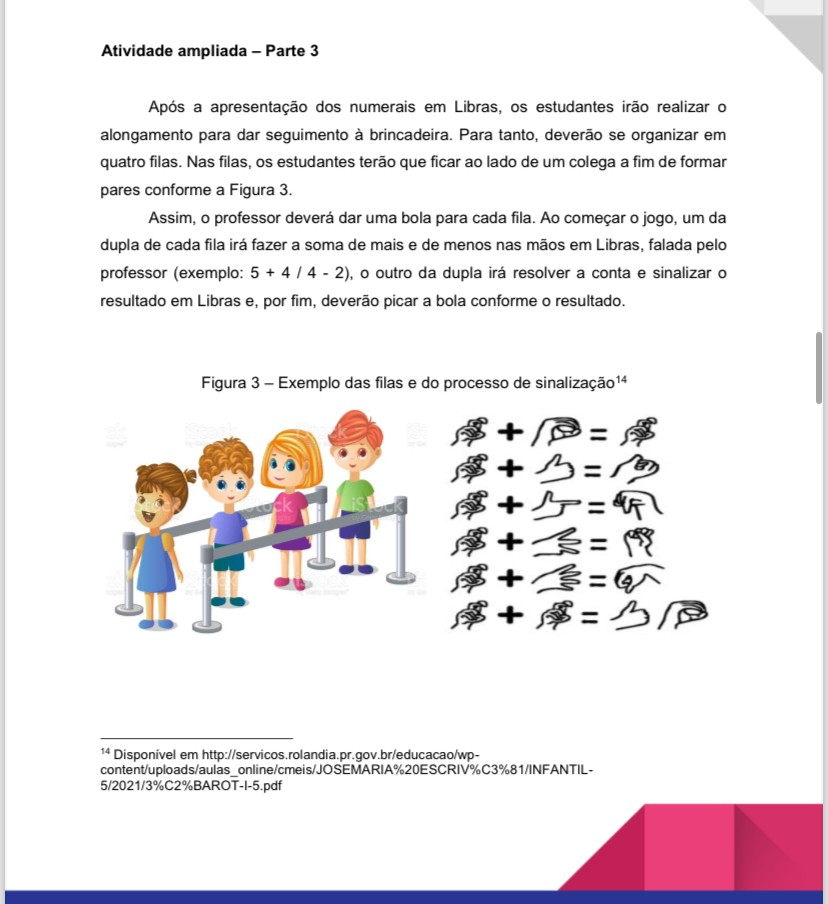 Atividade ampliada – Parte 3
Após a apresentação dos numerais em Libras, os estudantes irão realizar o
alongamento para dar seguimento à brincadeira. Para tanto, deverão se organizar em
quatro filas. Nas filas, os estudantes terão que ficar ao lado de um colega a fim de formar
pares conforme a Figura 3.
Assim, o professor deverá dar uma bola para cada fila. Ao começar o jogo, um da
dupla de cada fila irá fazer a soma de mais e de menos nas mãos em Libras, falada pelo
professor (exemplo: 5 + 4 / 4 - 2), o outro da dupla irá resolver a conta e sinalizar o
resultado em Libras e, por fim, deverão picar a bola conforme o resultado.
Figura 3 – Exemplo das filas e do processo de sinalização¹⁴
iStock
iStock
iStock
+ =
+ =
+ =
+ =
+ =
+ =
¹⁴ Disponível em http://servicos.rolandia.pr.gov.br/educacao/wp-
content/uploads/aulas_online/cmeis/JOSEMARIA%20ESCRIV%C3%81/INFANTIL-
5/2021/3%C2%BAROT-I-5.pdf